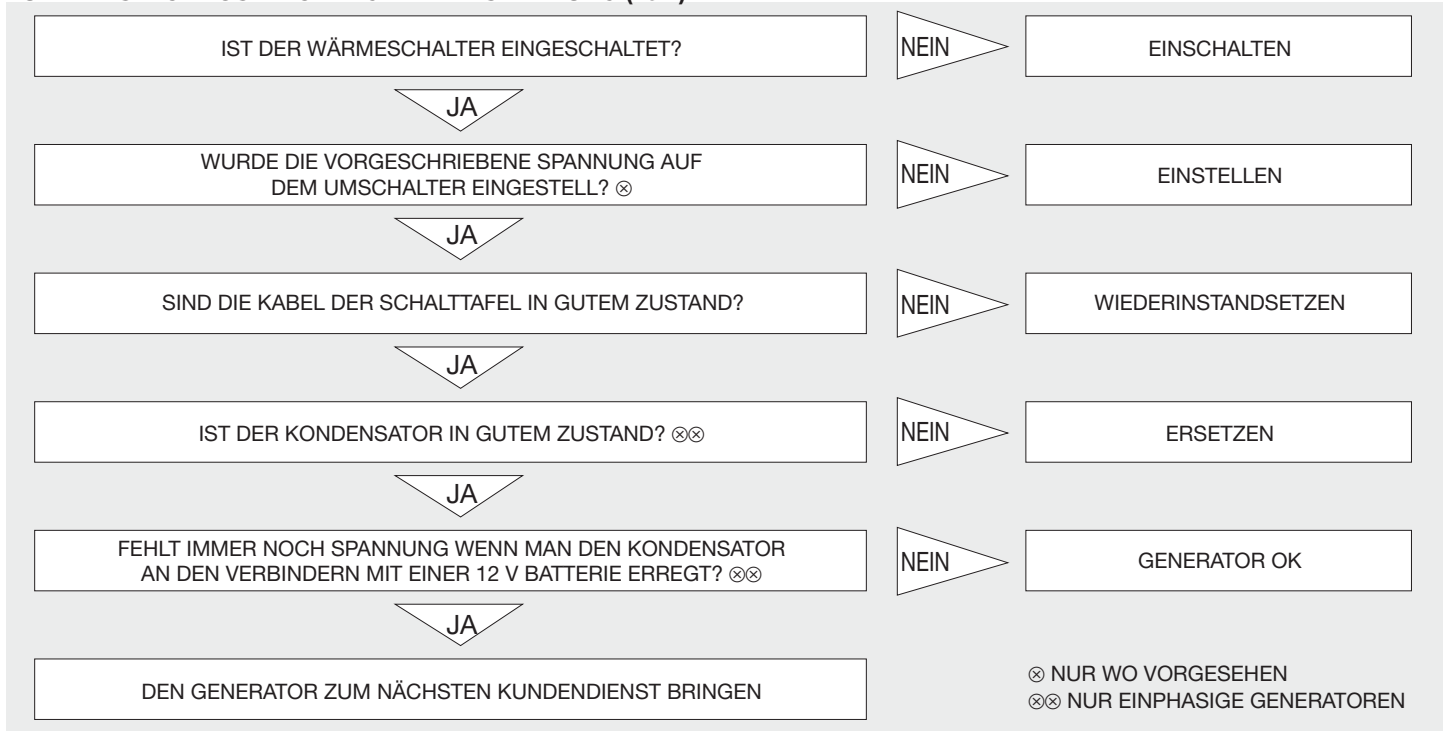 IST DER WÄRMESCHALTER EINGESCHALTET?
NEIN
EINSCHALTEN
JA
WURDE DIE VORGESCHRIEBENE SPANNUNG AUF
DEM UMSCHALTER EINGESTELL? ⊗
NEIN
EINSTELLEN
JA
SIND DIE KABEL DER SCHALTTAFEL IN GUTEM ZUSTAND?
NEIN
WIEDERINSTANDSETZEN
JA
IST DER KONDENSATOR IN GUTEM ZUSTAND? ⊗⊗
NEIN
ERSETZEN
JA
FEHLT IMMER NOCH SPANNUNG WENN MAN DEN KONDENSATOR
AN DEN VERBINDERN MIT EINER 12 V BATTERIE ERREGT? ⊗⊗
NEIN
GENERATOR OK
JA
DEN GENERATOR ZUM NÄCHSTEN KUNDENDIENST BRINGEN
⊗ NUR WO VORGESEHEN
⊗⊗ NUR EINPHASIGE GENERATOREN